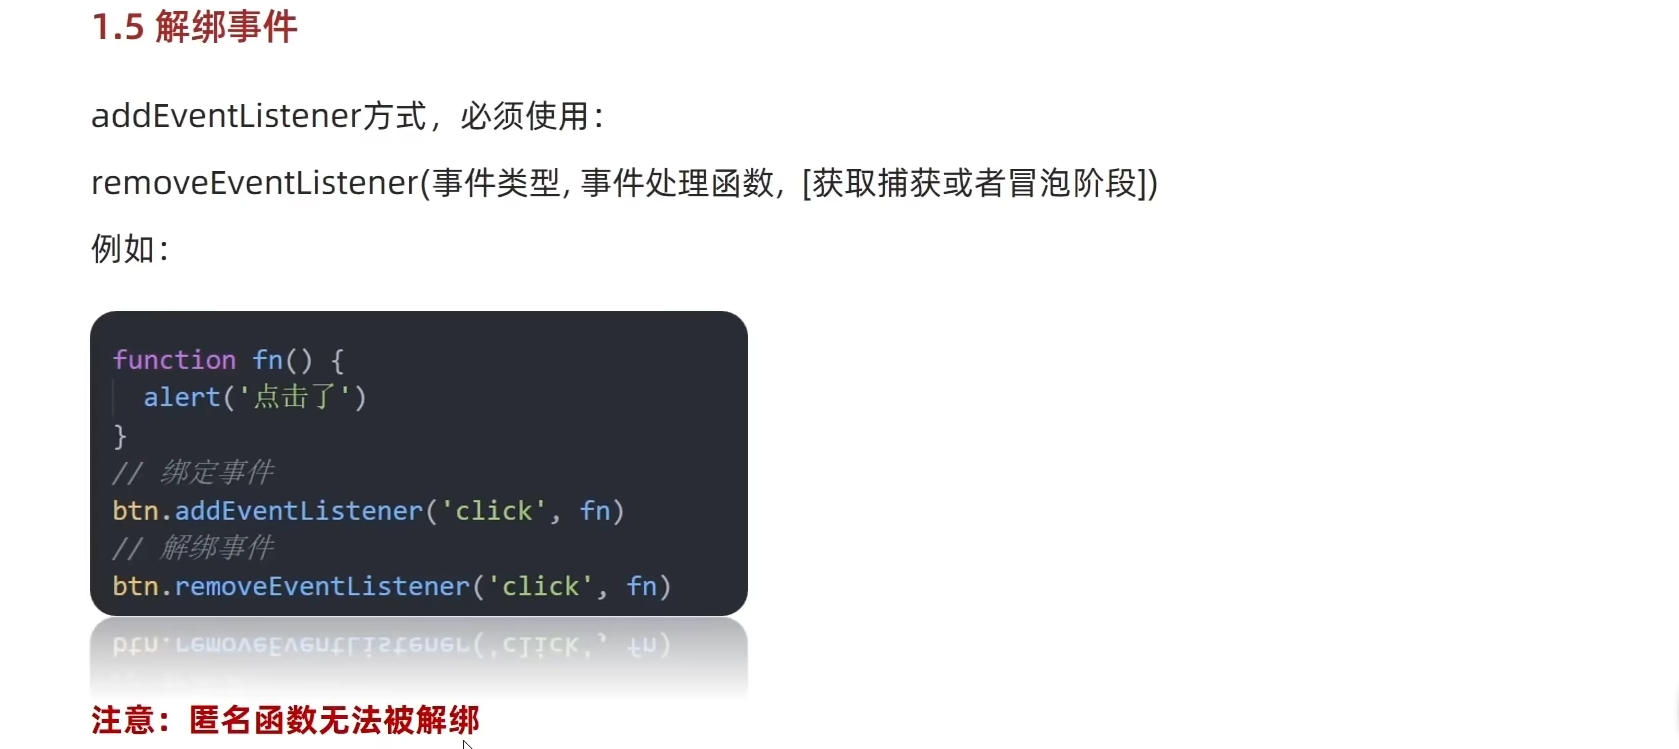 1.5 解绑事件
addEventListener方式，必须使用：
removeEventListener(事件类型, 事件处理函数, [获取捕获或者冒泡阶段])
例如：
function fn() {
  alert('点击了')
}
// 绑定事件
btn.addEventListener('click', fn)
// 解绑事件
btn.removeEventListener('click', fn)
注意：匿名函数无法被解绑